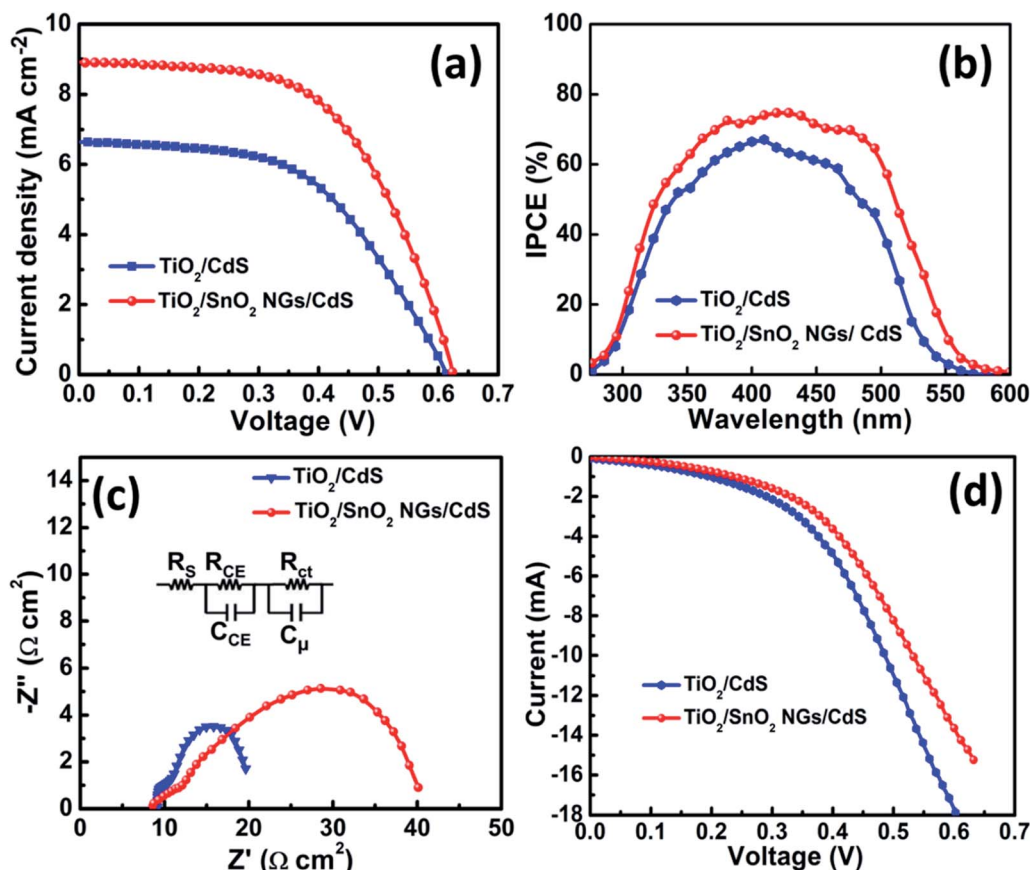 (a)
Current density (mA cm⁻²)
10
8
6
4
2
0
TiO₂/CdS
TiO₂/SnO₂ NGs/CdS
0.0 0.1 0.2 0.3 0.4 0.5 0.6 0.7
Voltage (V)
(b)
IPCE (%)
100
80
60
40
20
0
TiO₂/CdS
TiO₂/SnO₂ NGs/ CdS
300 350 400 450 500 550 600
Wavelength (nm)
(c)
-Z'' (Ω cm²)
14
12
10
8
6
4
2
0
TiO₂/CdS
TiO₂/SnO₂ NGs/CdS
R_S R_CE R_ct
C_CE C_μ
0 10 20 30 40 50
Z' (Ω cm²)
(d)
Current (mA)
0
-2
-4
-6
-8
-10
-12
-14
-16
-18
TiO₂/CdS
TiO₂/SnO₂ NGs/CdS
0.0 0.1 0.2 0.3 0.4 0.5 0.6 0.7
Voltage (V)